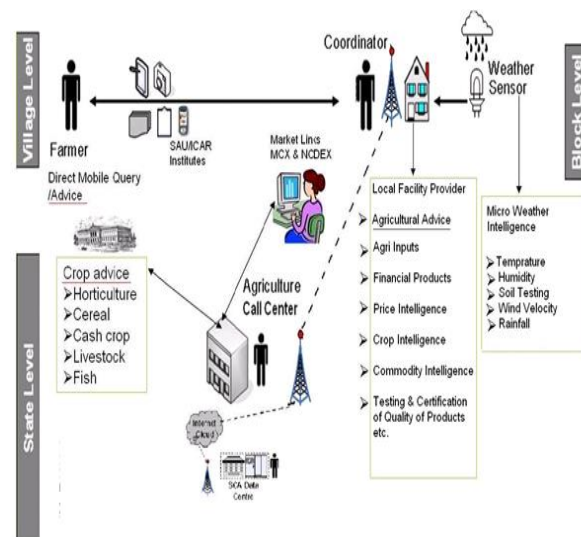 Village Level
Farmer
Direct Mobile Query
/Advice
SAU/ICAR
Institutes
Coordinator
Weather
Sensor
Block Level
Market Links
MCX & NCDEX
State Level
Crop advice
➢Horticulture
➢Cereal
➢Cash crop
➢Livestock
➢Fish
Agriculture
Call Center
Internet
Cloud
SCA Date
Centre
Local Facility Provider
➢ Agricultural Advice
➢ Agri Inputs
➢ Financial Products
➢ Price Intelligence
➢ Crop Intelligence
➢ Commodity Intelligence
➢ Testing & Certification
of Quality of Products
etc.
Micro Weather
Intelligence
➢Temprature
➢Humidity
➢Soil Testing
➢Wind Velocity
➢Rainfall